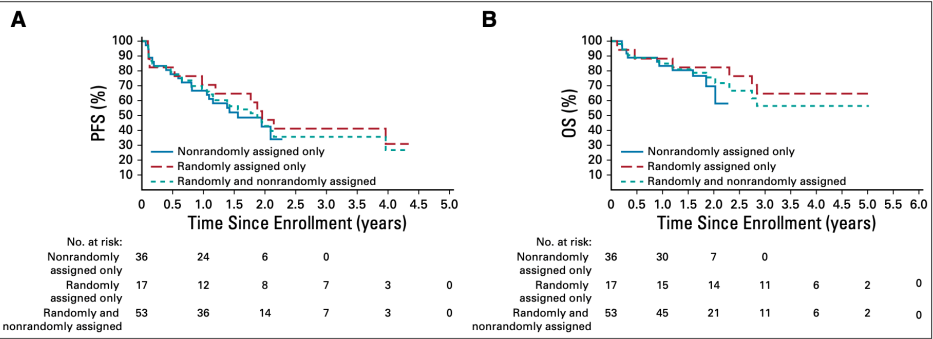 A
100
90
80
70
60
50
40
30
20
10
PFS (%)
Nonrandomly assigned only
Randomly assigned only
Randomly and nonrandomly assigned
0 0.5 1.0 1.5 2.0 2.5 3.0 3.5 4.0 4.5 5.0
Time Since Enrollment (years)
No. at risk:
Nonrandomly assigned only 36 24 6 0
Randomly assigned only 17 12 8 7 3 0
Randomly and nonrandomly assigned 53 36 14 7 3 0
B
100
90
80
70
60
50
40
30
20
10
OS (%)
Nonrandomly assigned only
Randomly assigned only
Randomly and nonrandomly assigned
0 0.5 1.0 1.5 2.0 2.5 3.0 3.5 4.0 4.5 5.0 5.5 6.0
Time Since Enrollment (years)
No. at risk:
Nonrandomly assigned only 36 30 7 0
Randomly assigned only 17 15 14 11 6 2 0
Randomly and nonrandomly assigned 53 45 21 11 6 2 0